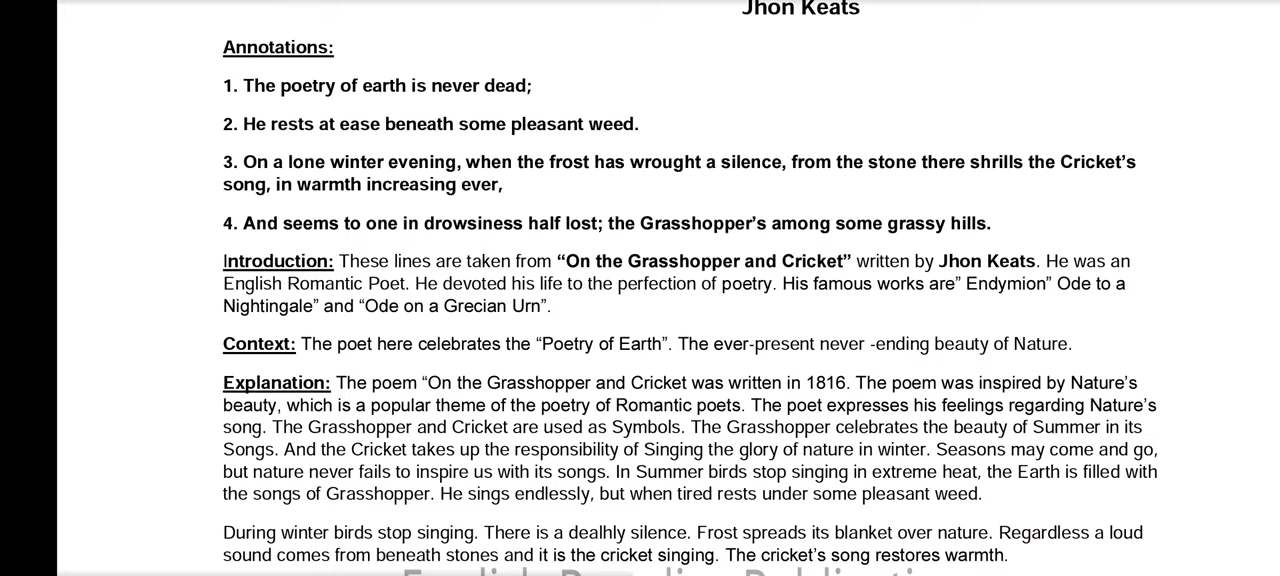 Jhon Keats
Annotations:
1. The poetry of earth is never dead;
2. He rests at ease beneath some pleasant weed.
3. On a lone winter evening, when the frost has wrought a silence, from the stone there shrills the Cricket’s
song, in warmth increasing ever,
4. And seems to one in drowsiness half lost; the Grasshopper’s among some grassy hills.
Introduction: These lines are taken from “On the Grasshopper and Cricket” written by Jhon Keats. He was an
English Romantic Poet. He devoted his life to the perfection of poetry. His famous works are” Endymion” Ode to a
Nightingale” and “Ode on a Grecian Urn”.
Context: The poet here celebrates the “Poetry of Earth”. The ever-present never -ending beauty of Nature.
Explanation: The poem “On the Grasshopper and Cricket was written in 1816. The poem was inspired by Nature’s
beauty, which is a popular theme of the poetry of Romantic poets. The poet expresses his feelings regarding Nature’s
song. The Grasshopper and Cricket are used as Symbols. The Grasshopper celebrates the beauty of Summer in its
Songs. And the Cricket takes up the responsibility of Singing the glory of nature in winter. Seasons may come and go,
but nature never fails to inspire us with its songs. In Summer birds stop singing in extreme heat, the Earth is filled with
the songs of Grasshopper. He sings endlessly, but when tired rests under some pleasant weed.
During winter birds stop singing. There is a dealhly silence. Frost spreads its blanket over nature. Regardless a loud
sound comes from beneath stones and it is the cricket singing. The cricket’s song restores warmth.